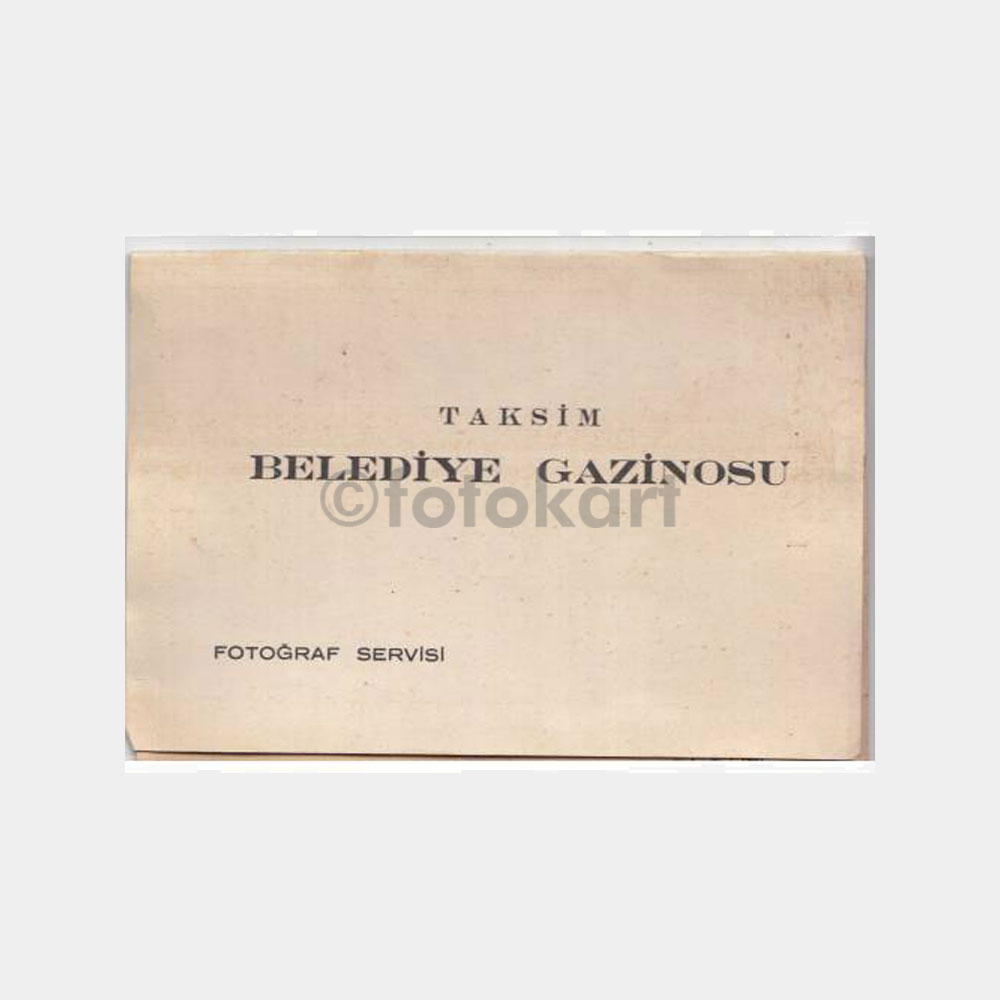 TAKSİM
BELEDİYE GAZİNOSU
©fotokart
FOTOĞRAF SERVİSİ